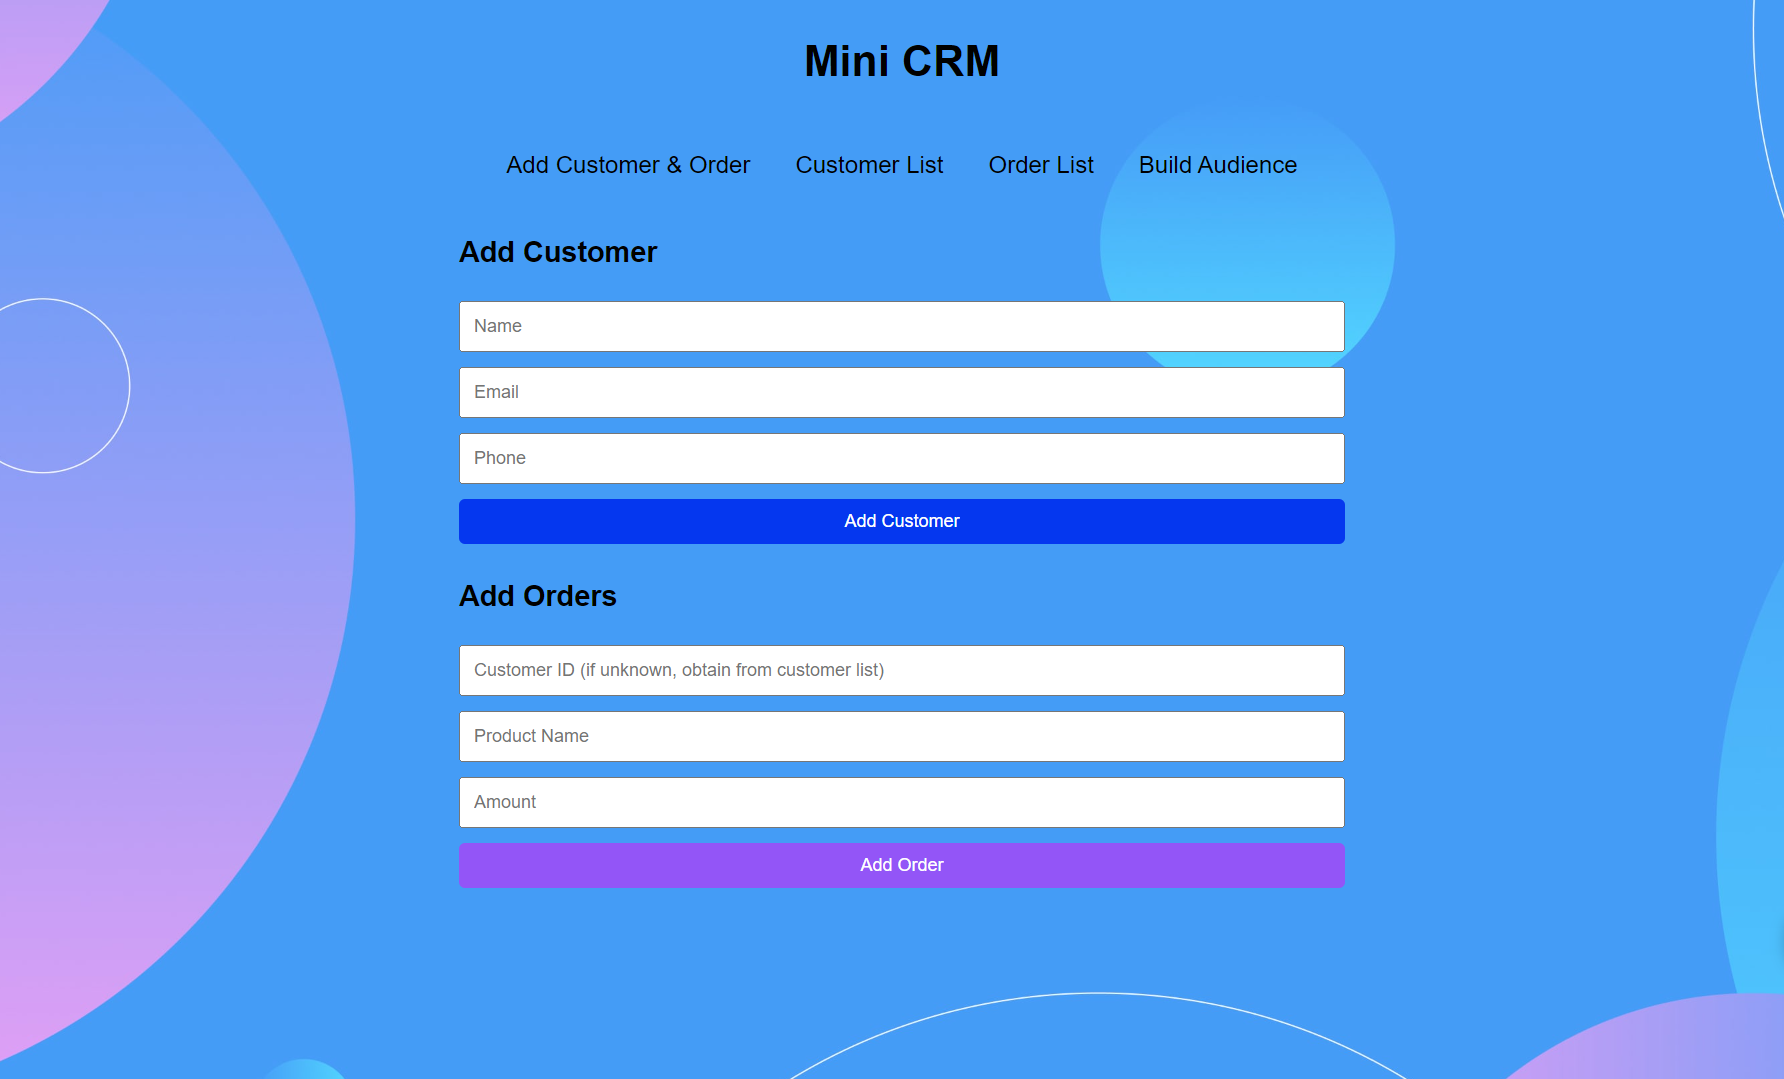 Mini CRM
Add Customer & Order Customer List Order List Build Audience
Add Customer
Name
Email
Phone
Add Customer
Add Orders
Customer ID (if unknown, obtain from customer list)
Product Name
Amount
Add Order